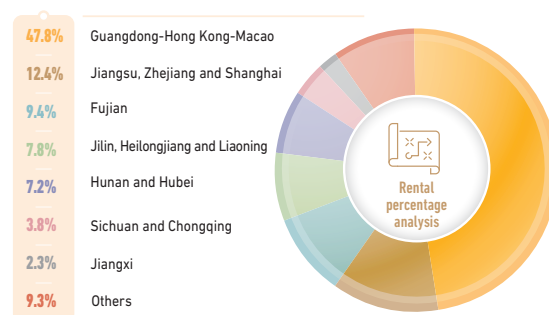 47.8% Guangdong-Hong Kong-Macao
12.4% Jiangsu, Zhejiang and Shanghai
9.4% Fujian
7.8% Jilin, Heilongjiang and Liaoning
7.2% Hunan and Hubei
3.8% Sichuan and Chongqing
2.3% Jiangxi
9.3% Others
Rental
percentage
analysis